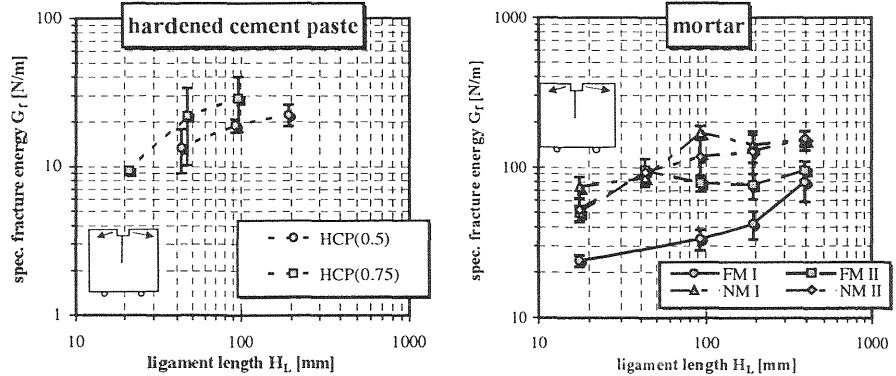 hardened cement paste
spec. fracture energy G_f [N/m]
100
10
1
HCP(0.5)
HCP(0.75)
10
100
1000
ligament length H_L [mm]
mortar
spec. fracture energy G_f [N/m]
1000
100
10
FM I
FM II
NM I
NM II
10
100
1000
ligament length H_L [mm]